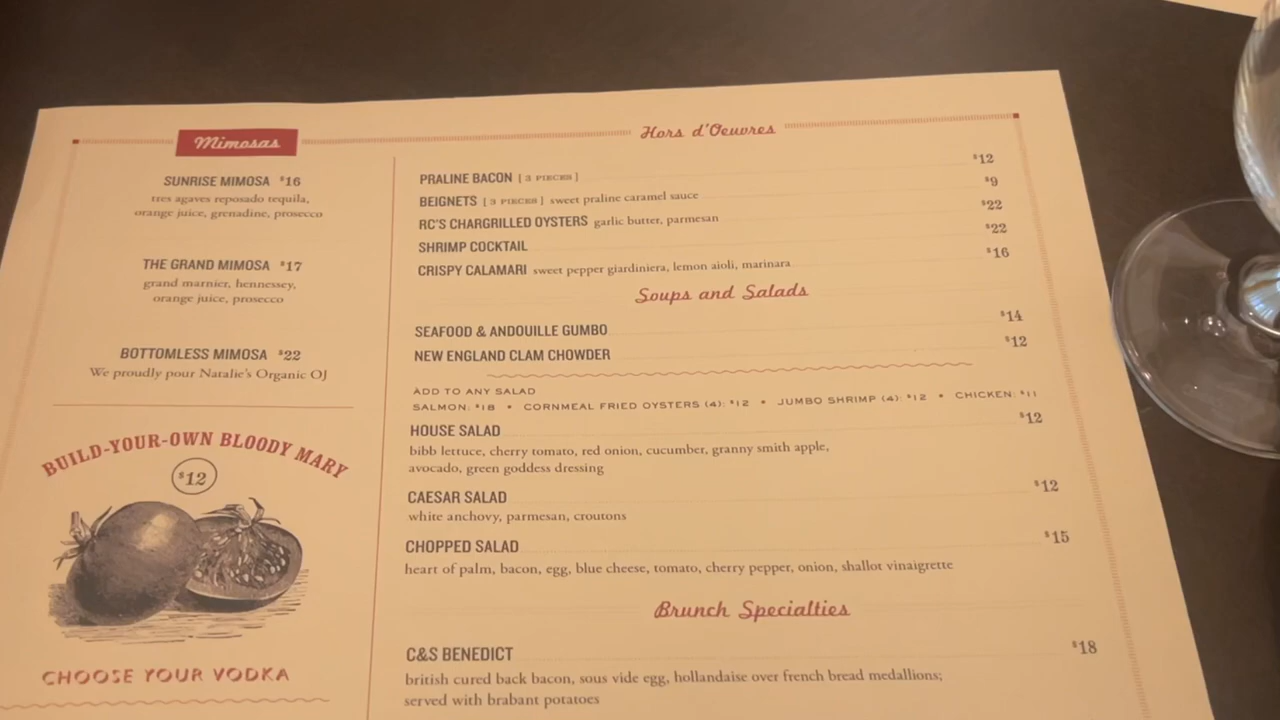 Mimosas
SUNRISE MIMOSA $16
tres agaves reposado tequila,
orange juice, grenadine, prosecco
THE GRAND MIMOSA $17
grand marnier, hennessey,
orange juice, prosecco
BOTTOMLESS MIMOSA $22
We proudly pour Natalie's Organic OJ
BUILD-YOUR-OWN BLOODY MARY
$12
CHOOSE YOUR VODKA
Hors d'Oeuvres
PRALINE BACON [ 3 PIECES ] $12
BEIGNETS [ 3 PIECES ] sweet praline caramel sauce $9
RC'S CHARGRILLED OYSTERS garlic butter, parmesan $22
SHRIMP COCKTAIL $22
CRISPY CALAMARI sweet pepper giardiniera, lemon aioli, marinara $16
Soups and Salads
SEAFOOD & ANDOUILLE GUMBO $14
NEW ENGLAND CLAM CHOWDER $12
ADD TO ANY SALAD
SALMON: $18 • CORNMEAL FRIED OYSTERS (4): $12 • JUMBO SHRIMP (4): $12 • CHICKEN: $11
HOUSE SALAD $12
bibb lettuce, cherry tomato, red onion, cucumber, granny smith apple,
avocado, green goddess dressing
CAESAR SALAD $12
white anchovy, parmesan, croutons
CHOPPED SALAD $15
heart of palm, bacon, egg, blue cheese, tomato, cherry pepper, onion, shallot vinaigrette
Brunch Specialties
C&S BENEDICT $18
british cured back bacon, sous vide egg, hollandaise over french bread medallions;
served with brabant potatoes